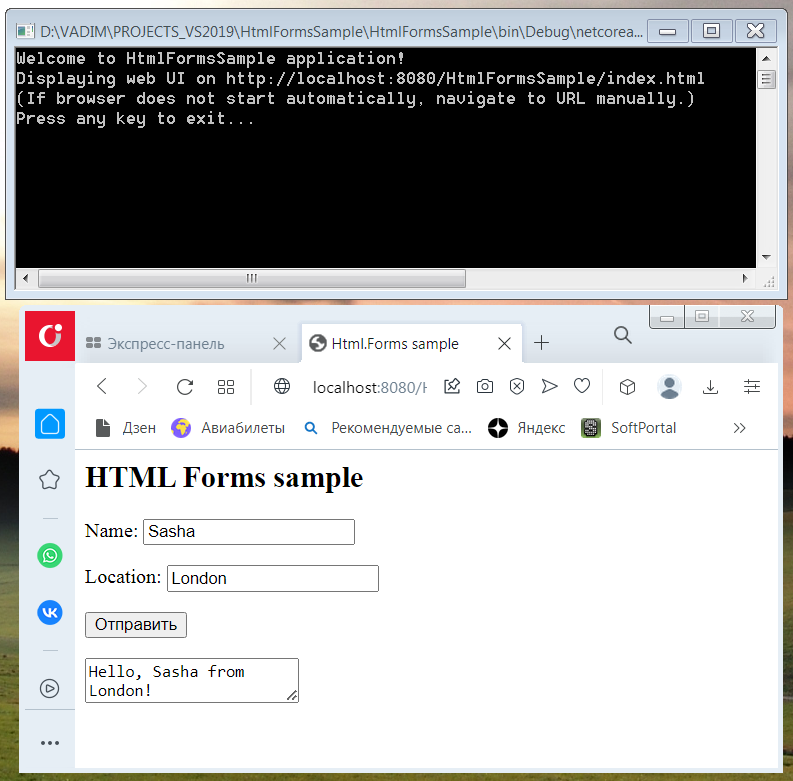 D:\VADIM\PROJECTS_VS2019\HtmlFormsSample\HtmlFormsSample\bin\Debug\netcorea...
Welcome to HtmlFormsSample application!
Displaying web UI on http://localhost:8080/HtmlFormsSample/index.html
(If browser does not start automatically, navigate to URL manually.)
Press any key to exit...
Экспресс-панель
Html.Forms sample
localhost:8080/H
Дзен Авиабилеты Рекомендуемые са... Яндекс SoftPortal
HTML Forms sample
Name: Sasha
Location: London
Отправить
Hello, Sasha from
London!